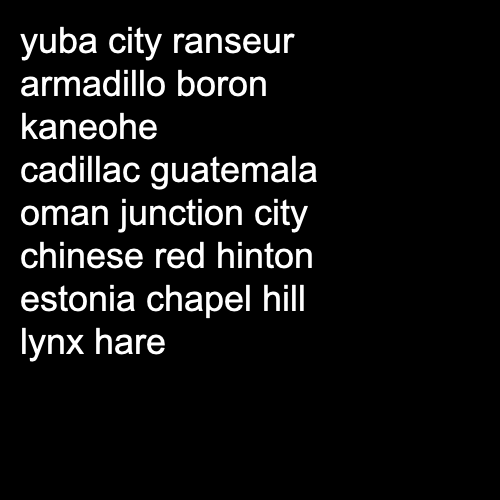 yuba city ranseur
armadillo boron
kaneohe
cadillac guatemala
oman junction city
chinese red hinton
estonia chapel hill
lynx hare